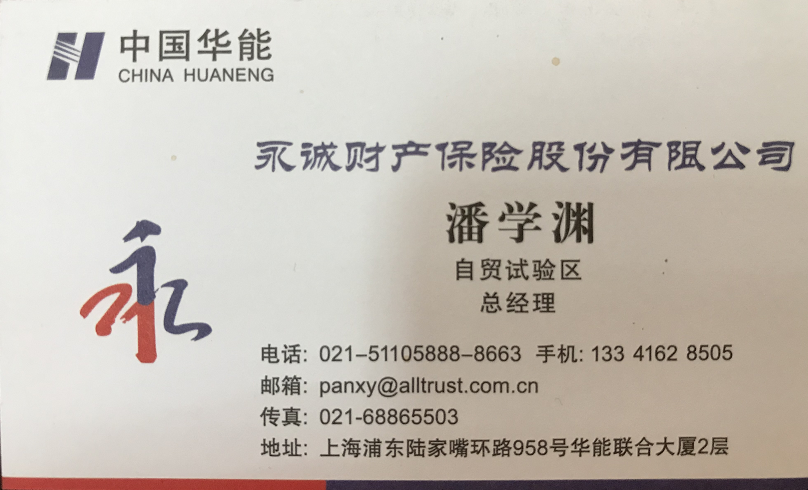 中国华能
CHINA HUANENG
永诚财产保险股份有限公司
永
潘学渊
自贸试验区
总经理
电话: 021-51105888-8663 手机: 133 4162 8505
邮箱: panxy@alltrust.com.cn
传真: 021-68865503
地址: 上海浦东陆家嘴环路958号华能联合大厦2层